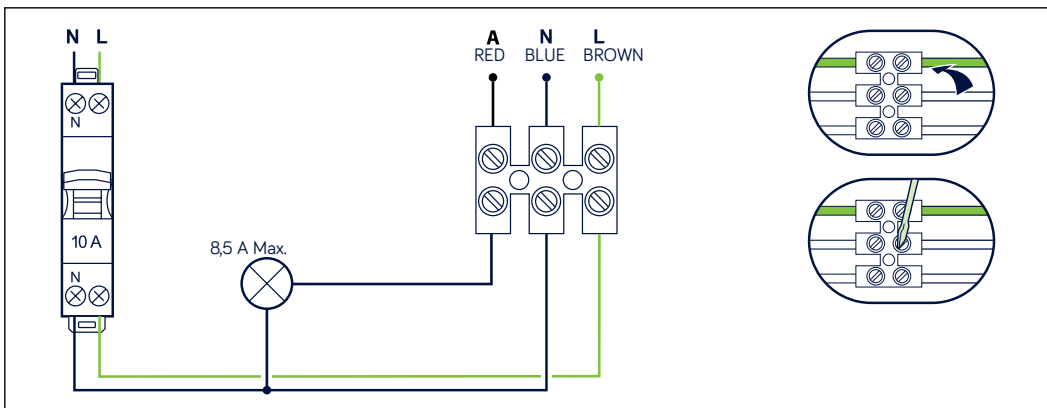 N L
A N L
RED BLUE BROWN
N
10 A
8,5 A Max.
N